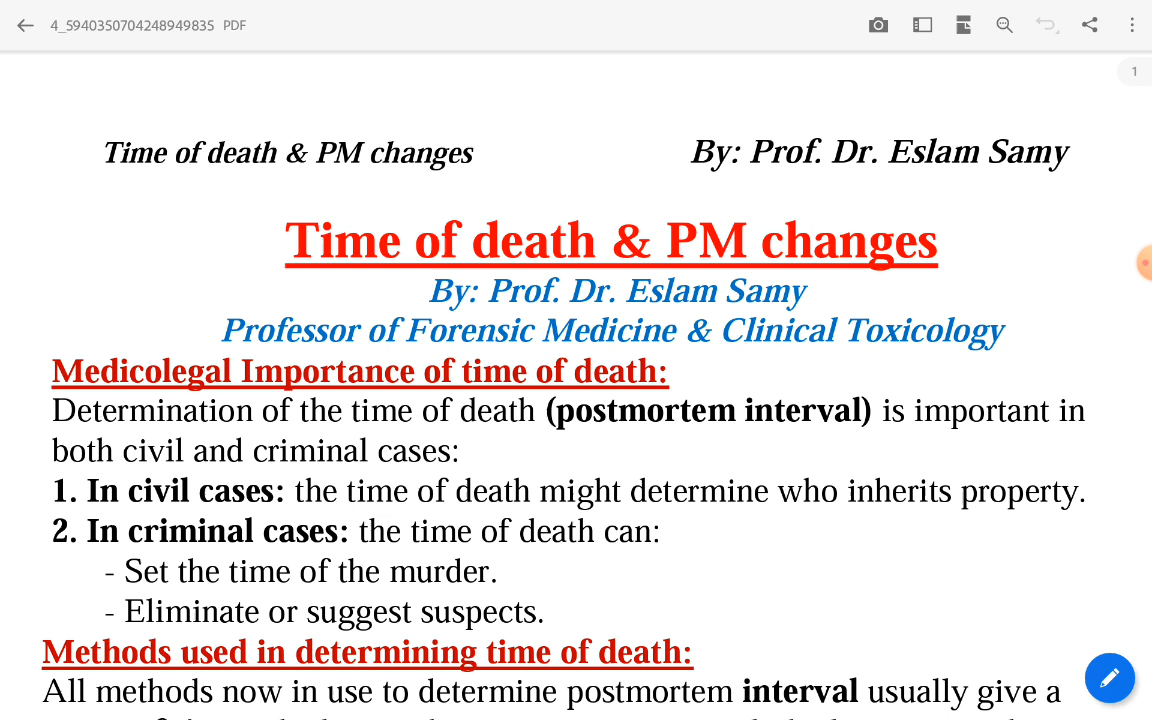 4_5940350704248949835 PDF
1
Time of death & PM changes By: Prof. Dr. Eslam Samy
Time of death & PM changes
By: Prof. Dr. Eslam Samy
Professor of Forensic Medicine & Clinical Toxicology
Medicolegal Importance of time of death:
Determination of the time of death (postmortem interval) is important in
both civil and criminal cases:
1. In civil cases: the time of death might determine who inherits property.
2. In criminal cases: the time of death can:
- Set the time of the murder.
- Eliminate or suggest suspects.
Methods used in determining time of death:
All methods now in use to determine postmortem interval usually give a